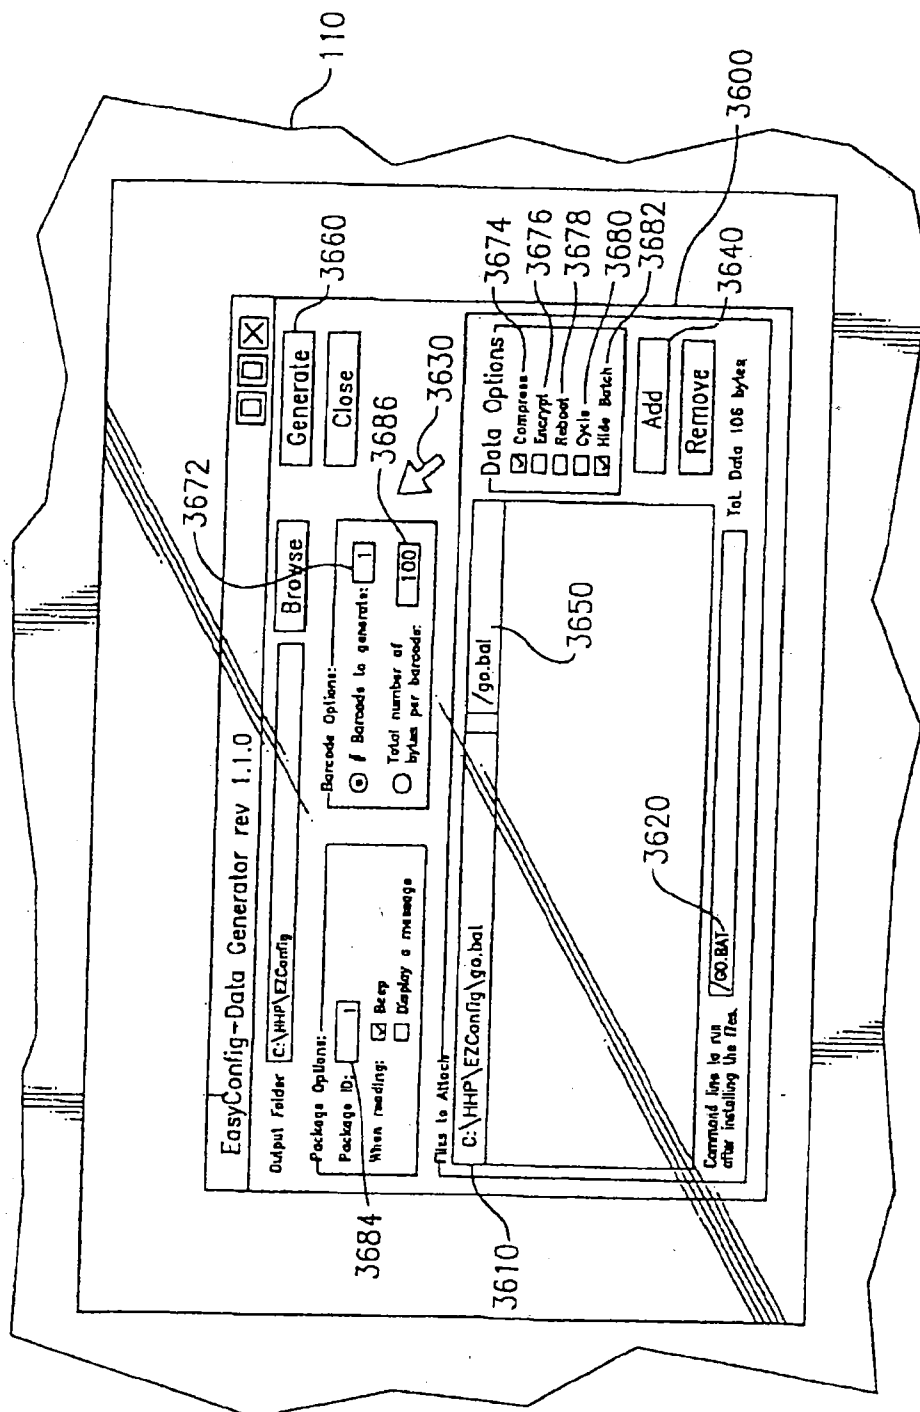 110
3600
EasyConfig-Data Generator rev 1.1.0
Output Folder C:\HHP\EZConfig Browse Generate 3660
Close
3672
Package Options:
Package ID: 1
When reading: Beep
Display a message
3684
Barcode Options:
# Barcode to generate: 1
Total number of
bytes per barcode: 100
3686
3630
Files to Attach
C:\HHP\EZConfig\go.bal /go.bal
3610
3650
Data Options
Compress 3674
Encrypt 3676
Reboot 3678
Cycle 3680
Hide Batch 3682
Add 3640
Remove
3620
Command line to run
after installing the files. /GO.BAT
ToL Data 106 bytes